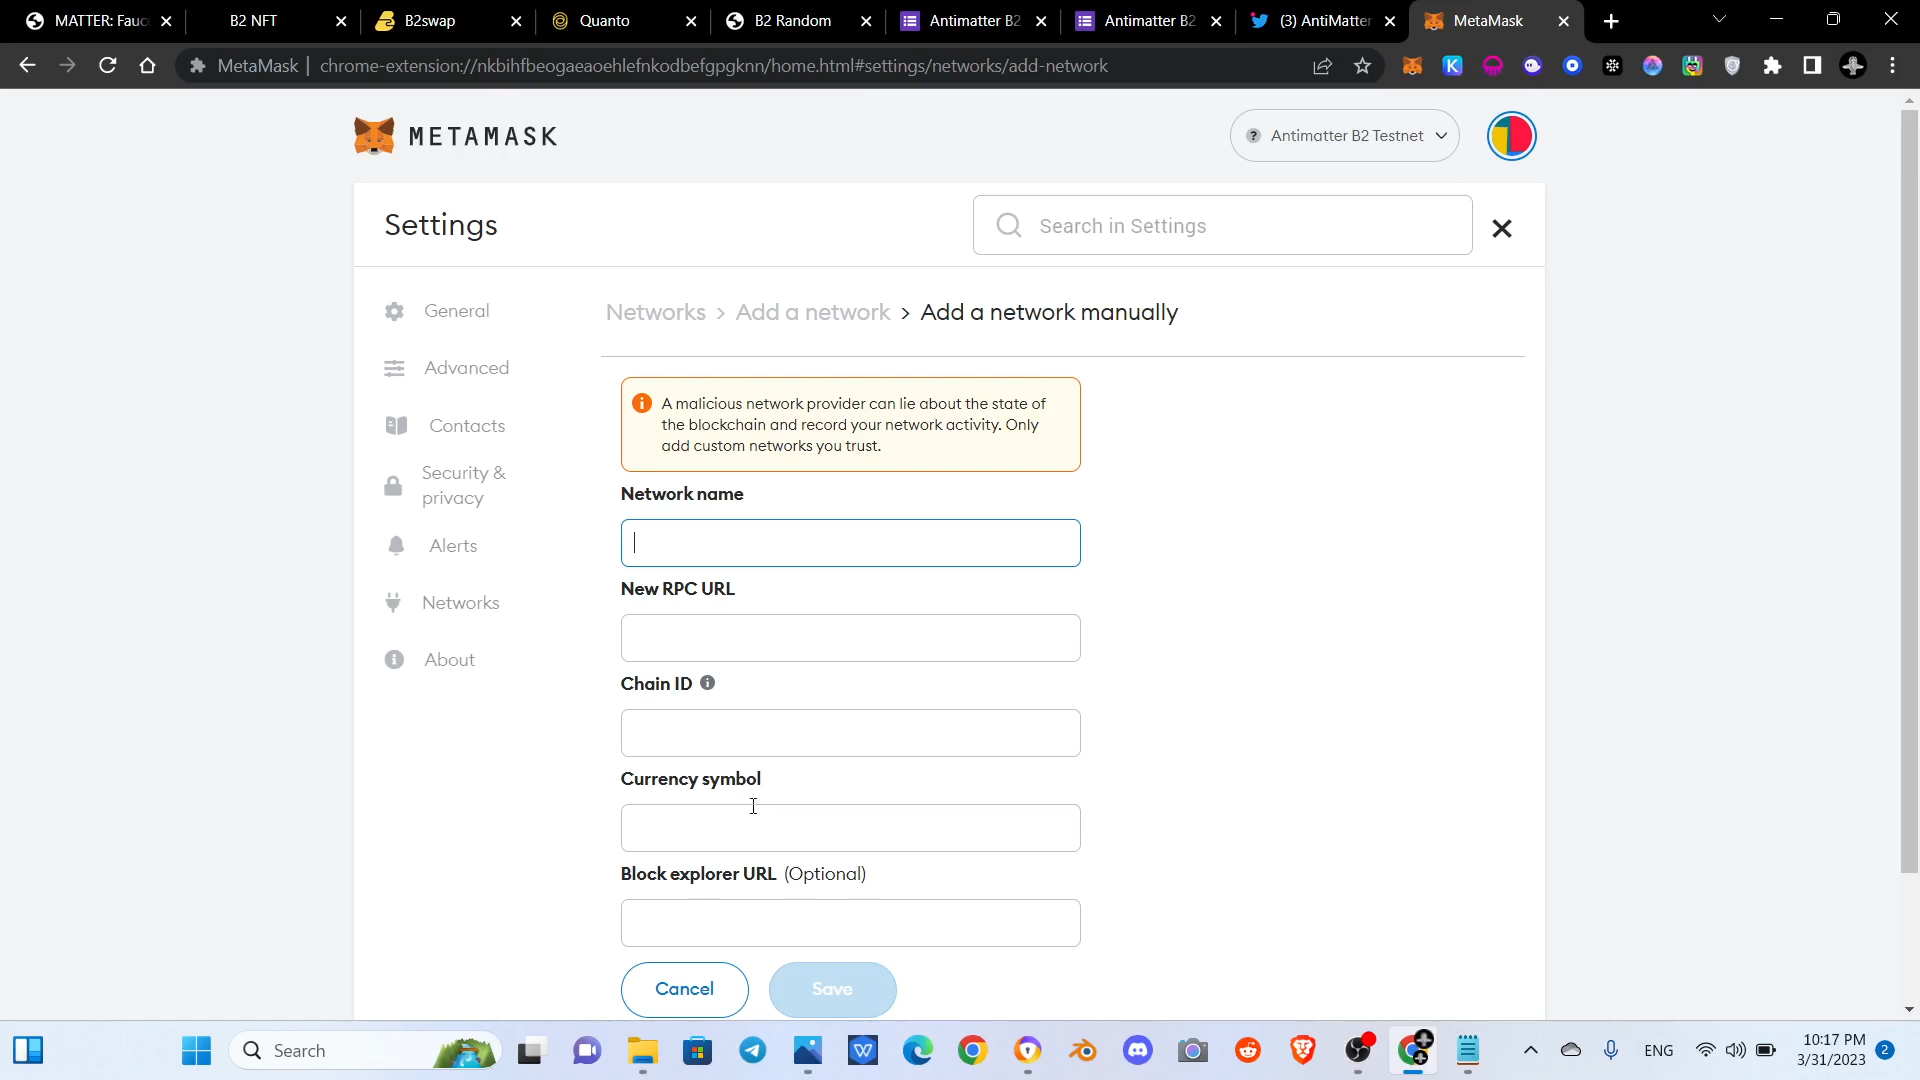 MATTER: Fauc
B2 NFT
B2swap
Quanto
B2 Random
Antimatter B2
Antimatter B2
(3) AntiMatter
MetaMask
MetaMask | chrome-extension://nkbihfbeogaeaoehlefnkodbefgpgknn/home.html#settings/networks/add-network
METAMASK
? Antimatter B2 Testnet
Settings
Search in Settings
General
Advanced
Contacts
Security &
privacy
Alerts
Networks
About
Networks > Add a network > Add a network manually
A malicious network provider can lie about the state of
the blockchain and record your network activity. Only
add custom networks you trust.
Network name
New RPC URL
Chain ID
Currency symbol
Block explorer URL (Optional)
Cancel
Save
Search
ENG
10:17 PM
3/31/2023
2